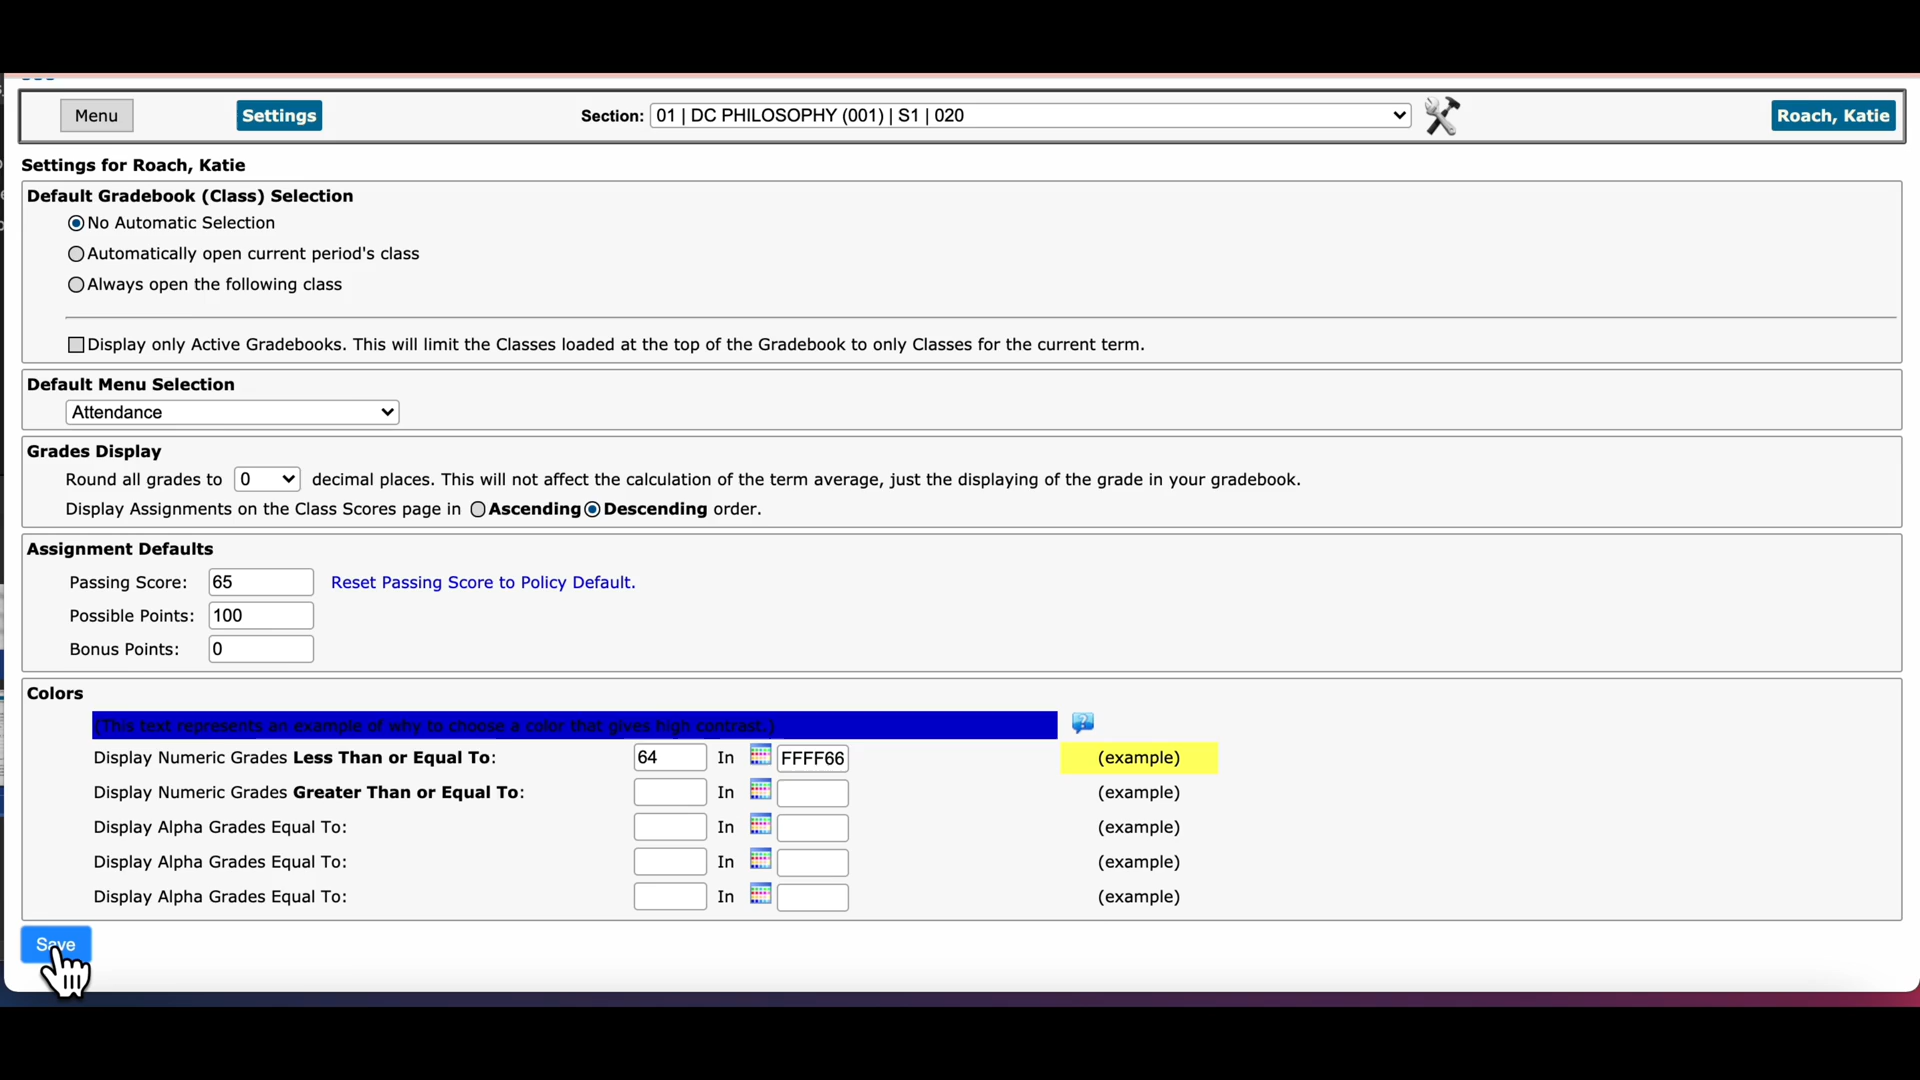 Menu Settings Section: 01 | DC PHILOSOPHY (001) | S1 | 020 Roach, Katie
Settings for Roach, Katie
Default Gradebook (Class) Selection
No Automatic Selection
Automatically open current period's class
Always open the following class
Display only Active Gradebooks. This will limit the Classes loaded at the top of the Gradebook to only Classes for the current term.
Default Menu Selection
Attendance
Grades Display
Round all grades to 0 decimal places. This will not affect the calculation of the term average, just the displaying of the grade in your gradebook.
Display Assignments on the Class Scores page in Ascending Descending order.
Assignment Defaults
Passing Score: 65 Reset Passing Score to Policy Default.
Possible Points: 100
Bonus Points: 0
Colors
(This text represents an example of why to choose a color that gives high contrast.) ?
Display Numeric Grades Less Than or Equal To: 64 In FFFF66 (example)
Display Numeric Grades Greater Than or Equal To: In (example)
Display Alpha Grades Equal To: In (example)
Display Alpha Grades Equal To: In (example)
Display Alpha Grades Equal To: In (example)
Save